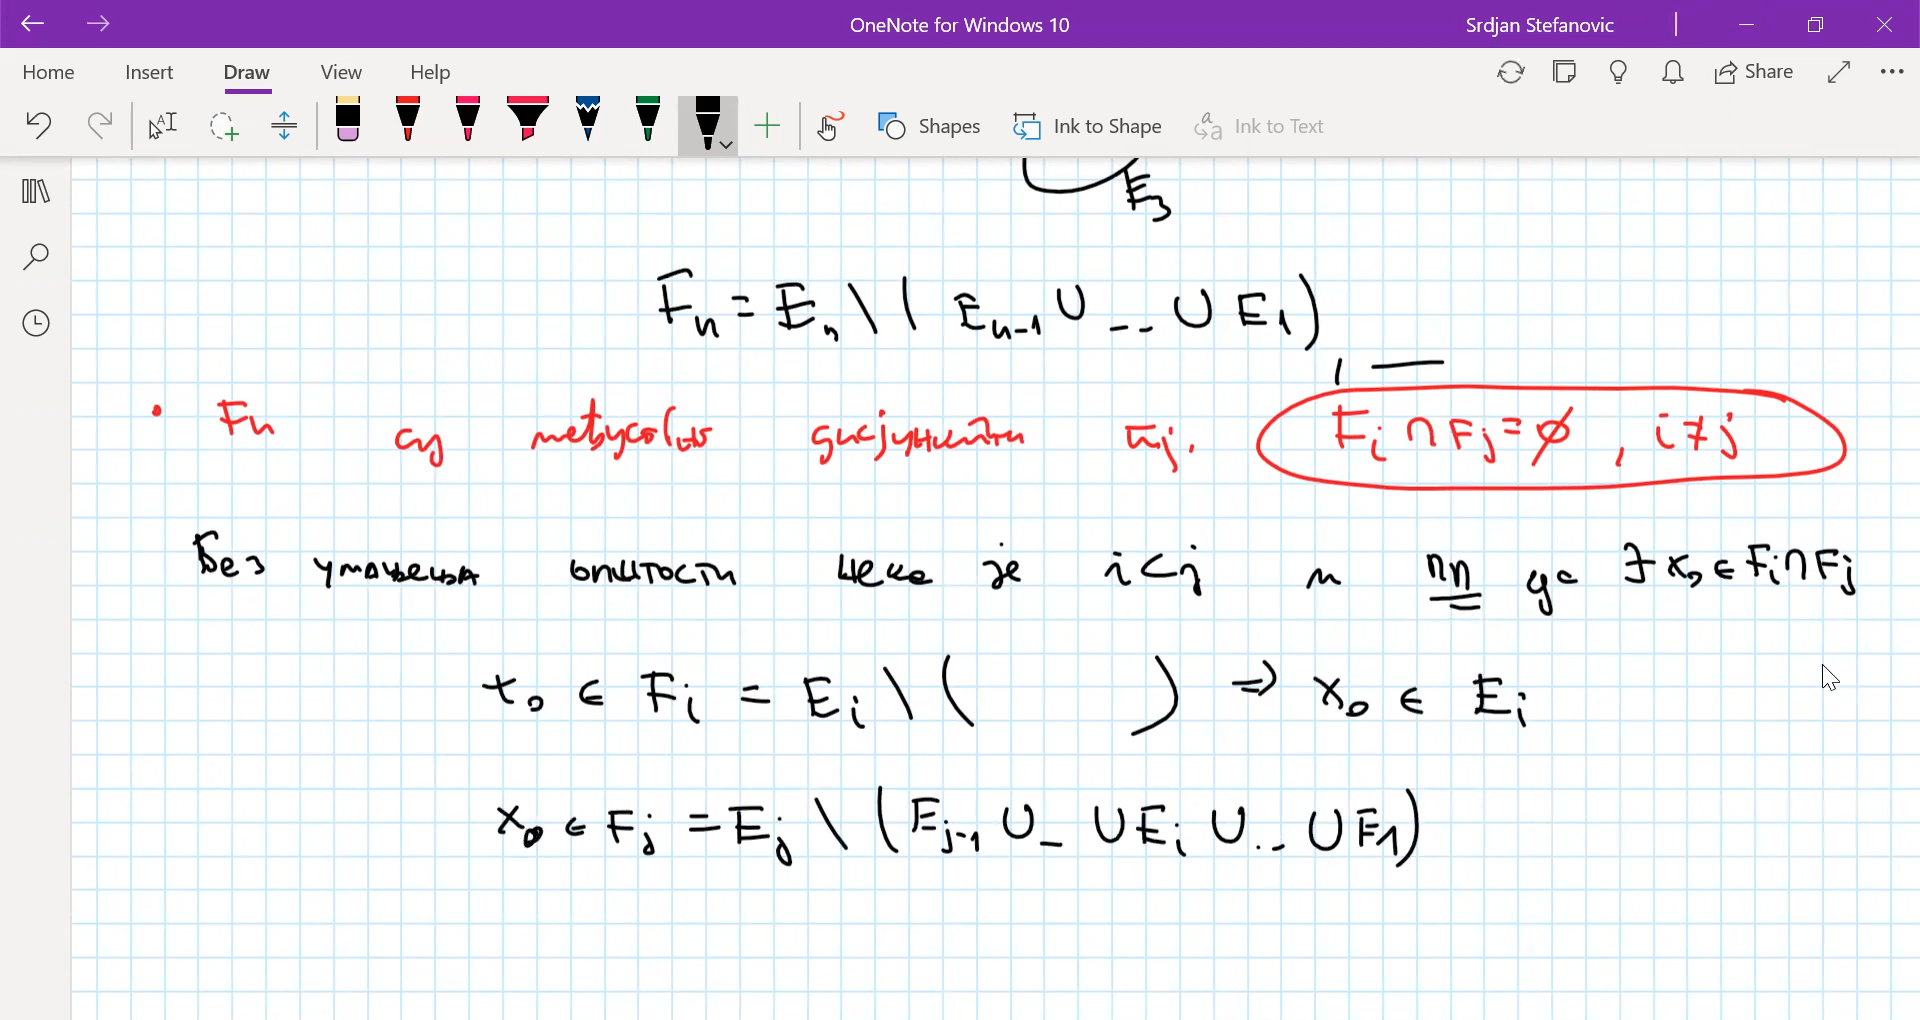 OneNote for Windows 10 Srdjan Stefanovic
Home Insert Draw View Help Share
Shapes Ink to Shape Ink to Text
E₃
Fₙ = Eₙ \ ( Eₙ₋₁ ∪ ... ∪ E₁ )
• Fₙ су међусобно дисјунктни тј. Fᵢ ∩ Fⱼ = ∅ , i ≠ j
Без умањења општости нека је i < j и пп да ∃ x₀ ∈ Fᵢ ∩ Fⱼ
x₀ ∈ Fᵢ = Eᵢ \ ( ) ⇒ x₀ ∈ Eᵢ
x₀ ∈ Fⱼ = Eⱼ \ ( Eⱼ₋₁ ∪ .. ∪ Eᵢ ∪ ... ∪ E₁ )